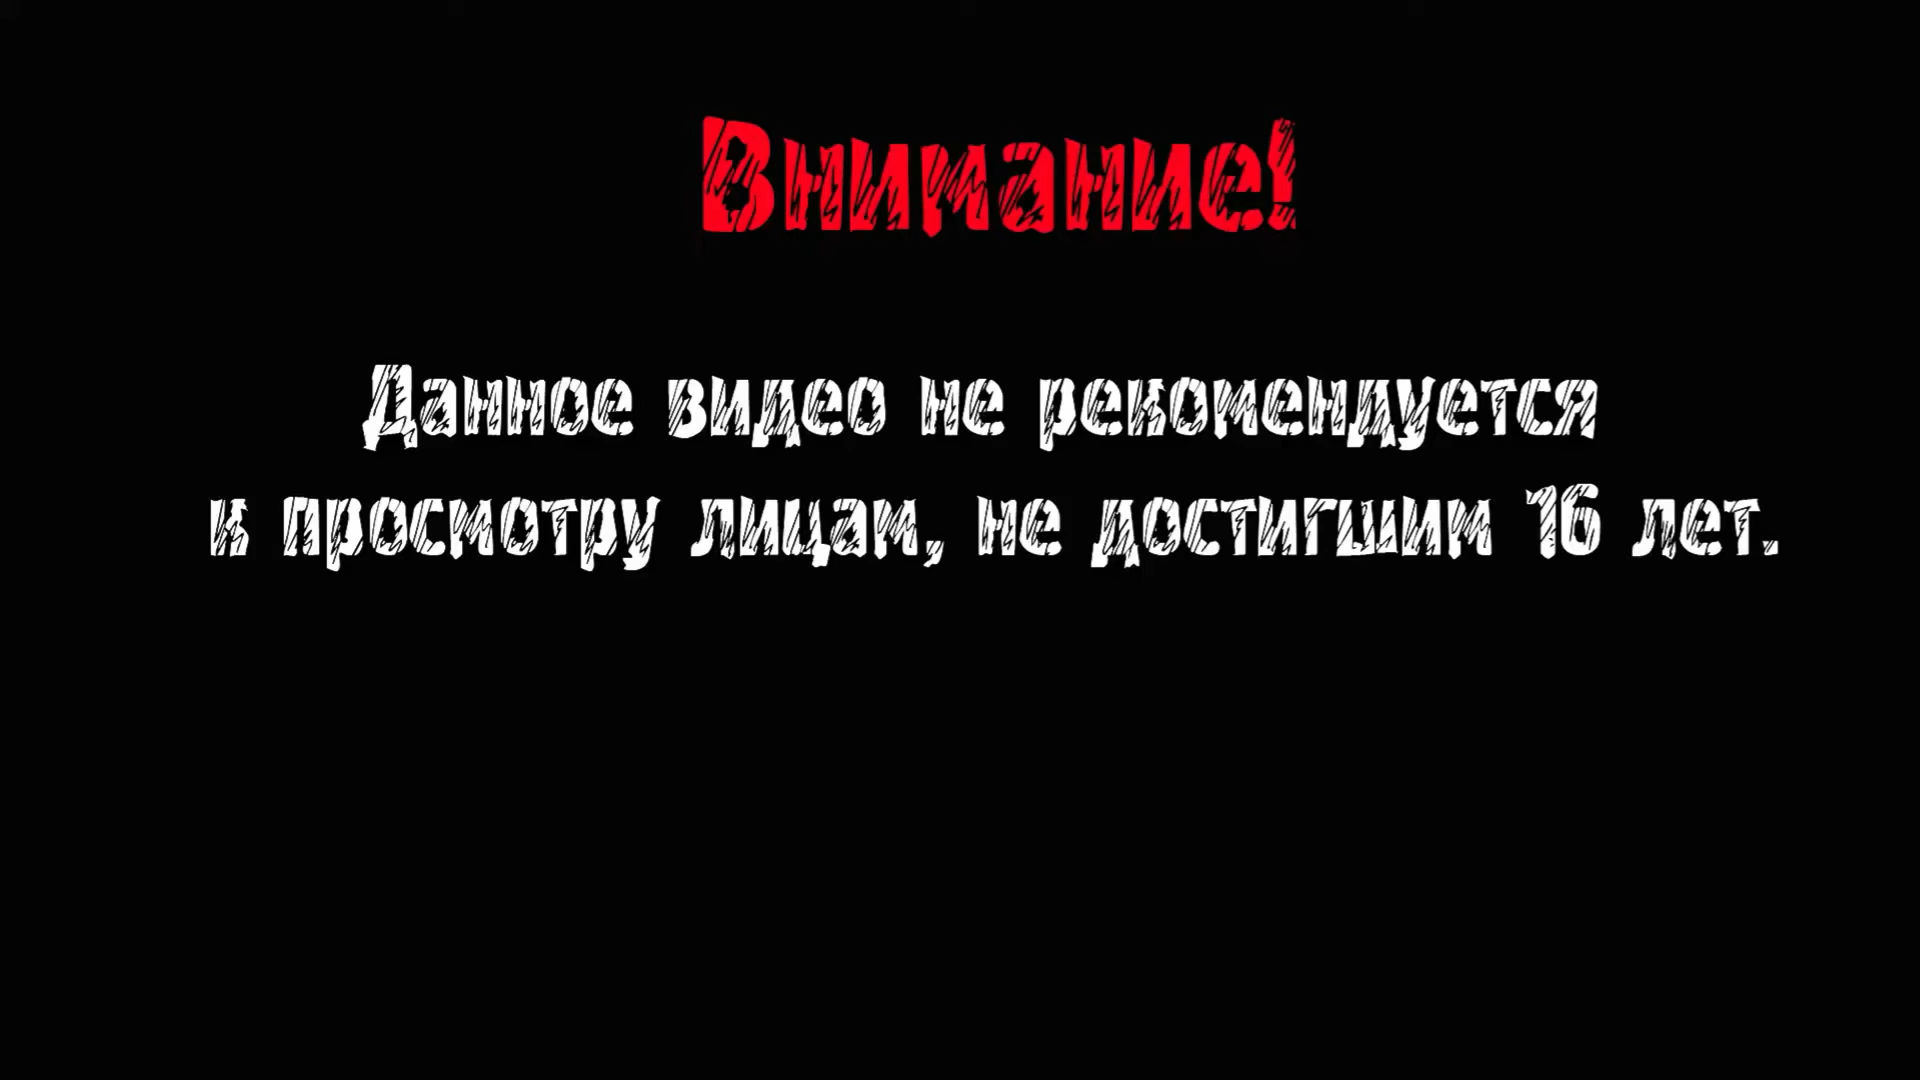 Внимание!
Данное видео не рекомендуется
к просмотру лицам, не достигшим 16 лет.